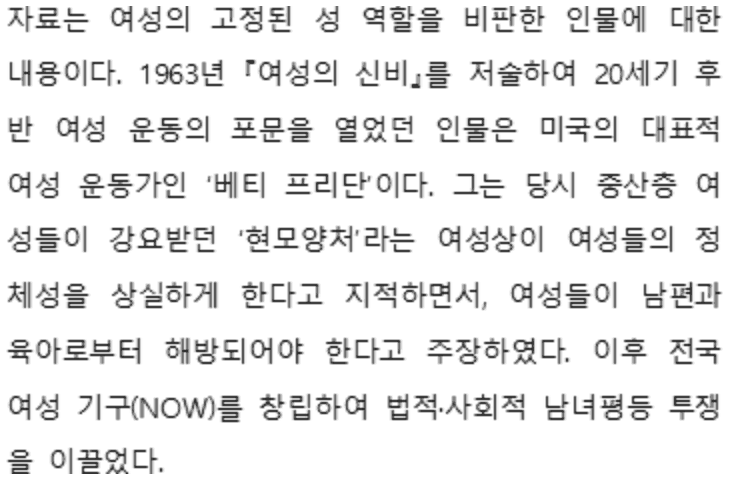 자료는 여성의 고정된 성 역할을 비판한 인물에 대한
내용이다. 1963년 『여성의 신비』를 저술하여 20세기 후
반 여성 운동의 포문을 열었던 인물은 미국의 대표적
여성 운동가인 ‘베티 프리단’이다. 그는 당시 중산층 여
성들이 강요받던 ‘현모양처’라는 여성상이 여성들의 정
체성을 상실하게 한다고 지적하면서, 여성들이 남편과
육아로부터 해방되어야 한다고 주장하였다. 이후 전국
여성 기구(NOW)를 창립하여 법적·사회적 남녀평등 투쟁
을 이끌었다.